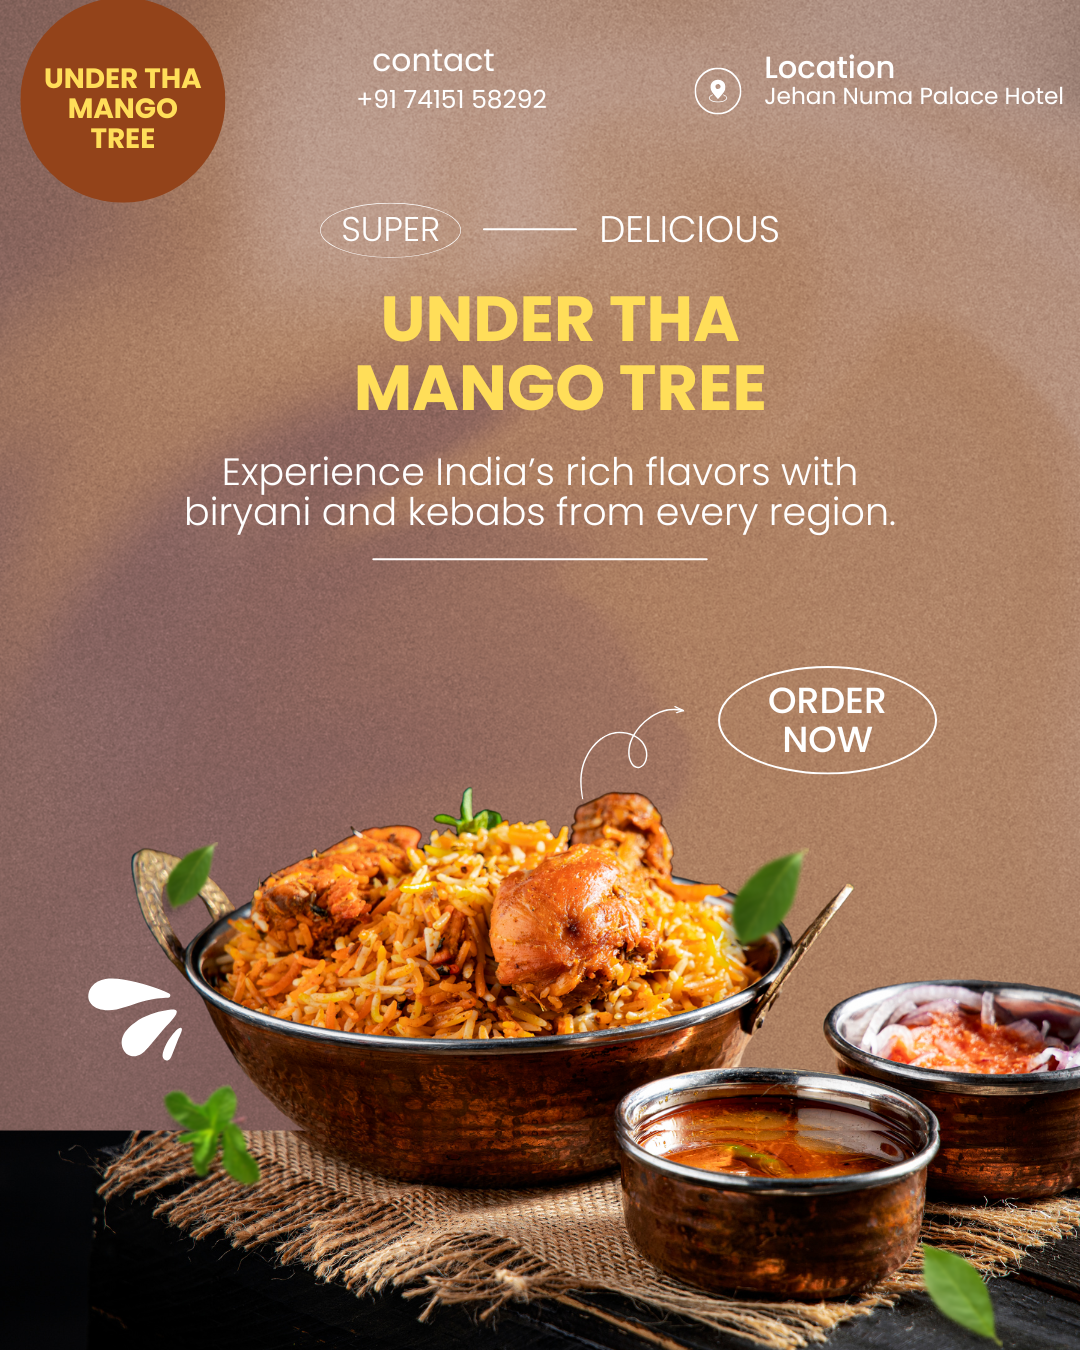 UNDER THA
MANGO
TREE
contact
+91 74151 58292
Location
Jehan Numa Palace Hotel
SUPER
DELICIOUS
UNDER THA
MANGO TREE
Experience India’s rich flavors with
biryani and kebabs from every region.
ORDER
NOW